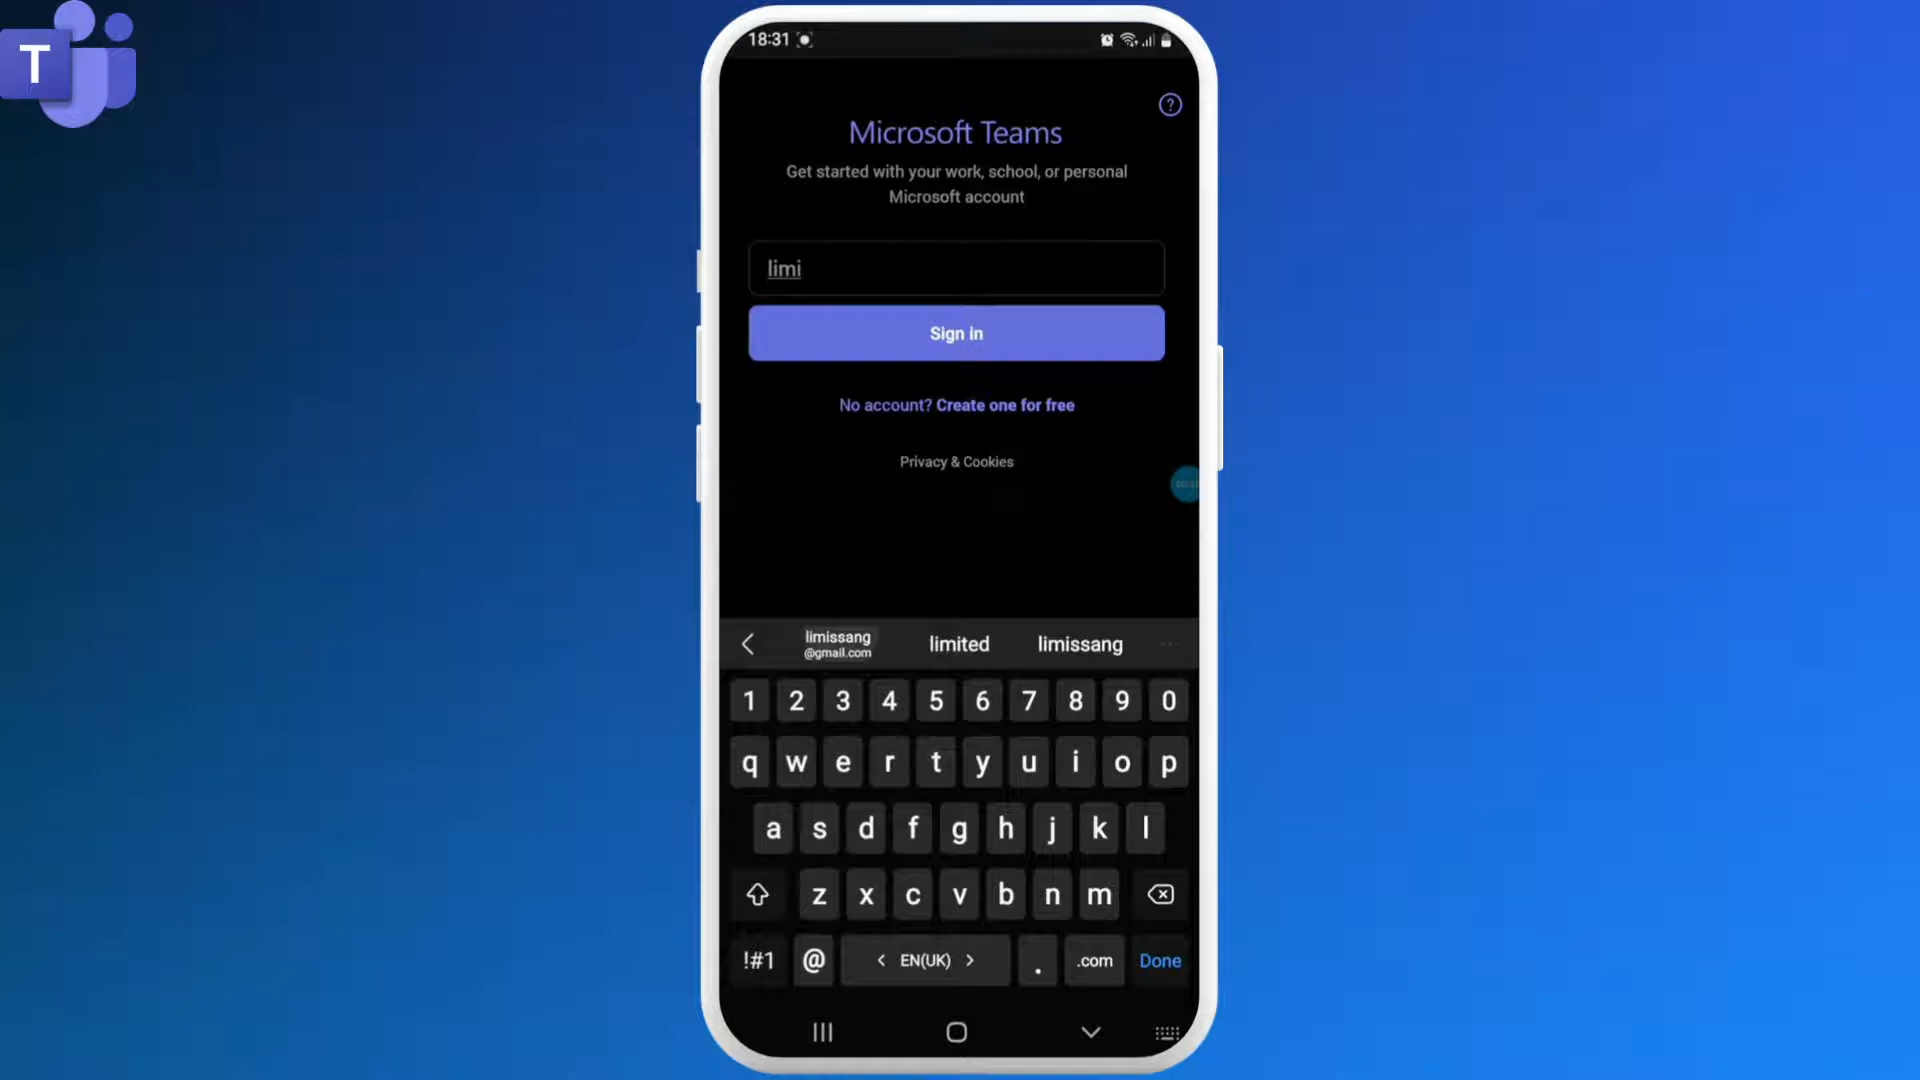 T
18:31
?
Microsoft Teams
Get started with your work, school, or personal
Microsoft account
limi
Sign in
No account? Create one for free
Privacy & Cookies
limissang
@gmail.com
limited
limissang
1 2 3 4 5 6 7 8 9 0
q w e r t y u i o p
a s d f g h j k l
z x c v b n m
!#1 @ < EN(UK) > . .com Done